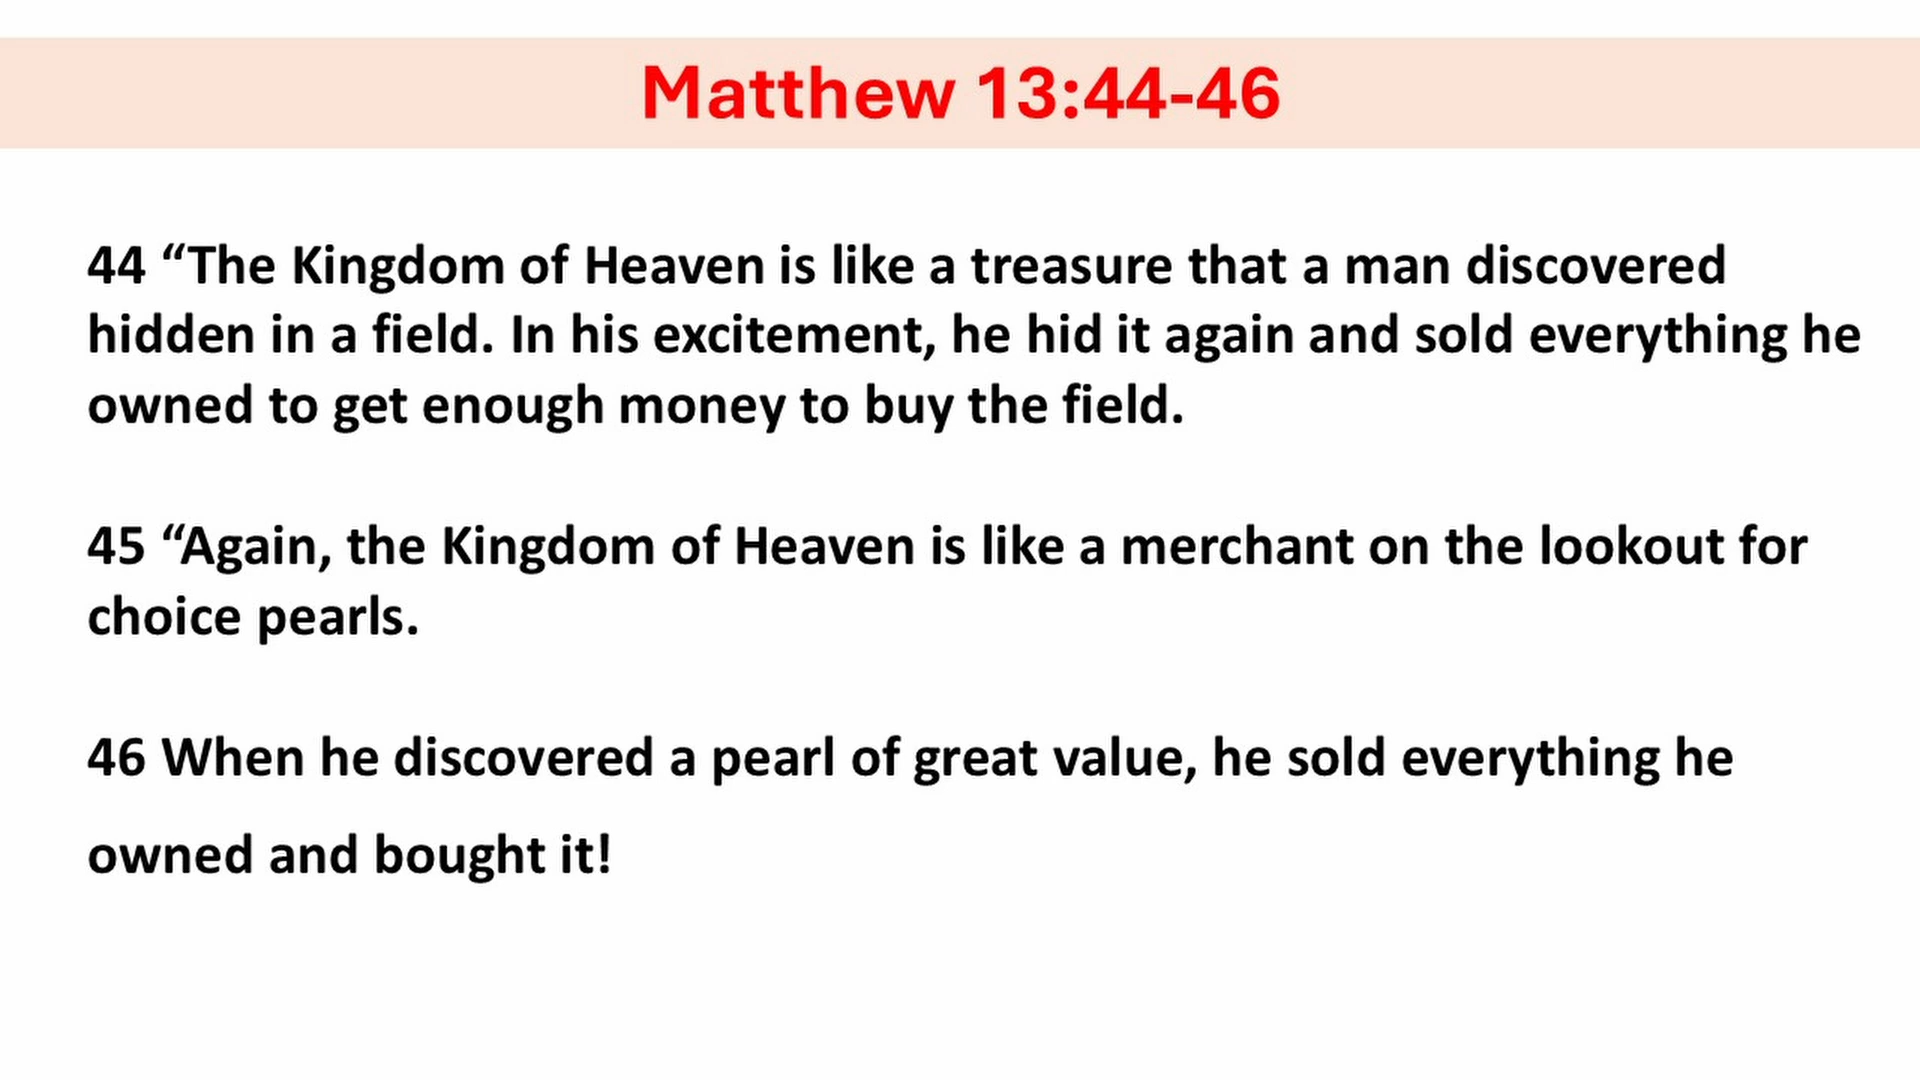 Matthew 13:44-46
44 “The Kingdom of Heaven is like a treasure that a man discovered
hidden in a field. In his excitement, he hid it again and sold everything he
owned to get enough money to buy the field.
45 “Again, the Kingdom of Heaven is like a merchant on the lookout for
choice pearls.
46 When he discovered a pearl of great value, he sold everything he
owned and bought it!